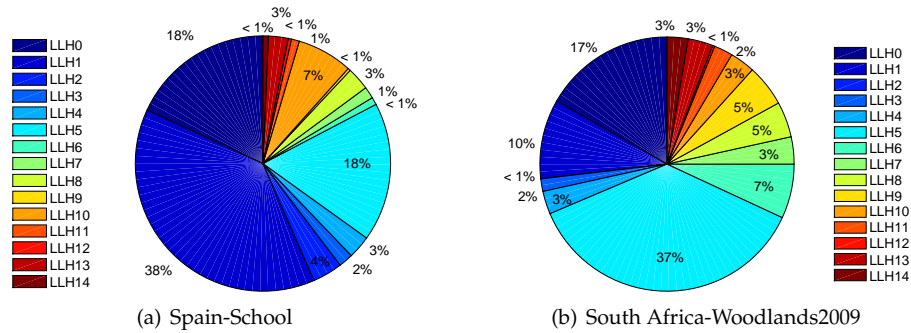 LLH0
LLH1
LLH2
LLH3
LLH4
LLH5
LLH6
LLH7
LLH8
LLH9
LLH10
LLH11
LLH12
LLH13
LLH14
18%
< 1%
3%
< 1%
1%
7%
< 1%
3%
1%
< 1%
18%
3%
2%
4%
38%
(a) Spain-School
17%
3%
3%
< 1%
2%
3%
5%
5%
3%
7%
37%
3%
2%
< 1%
10%
LLH0
LLH1
LLH2
LLH3
LLH4
LLH5
LLH6
LLH7
LLH8
LLH9
LLH10
LLH11
LLH12
LLH13
LLH14
(b) South Africa-Woodlands2009